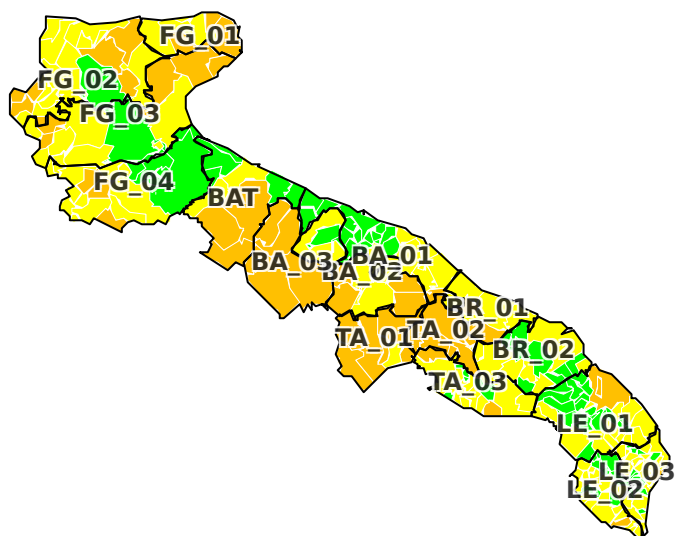 FG_01
FG_02
FG_03
FG_04
BAT
BA_01
BA_03
BA_02
BR_01
TA_02
TA_01
BR_02
TA_03
LE_01
LE_03
LE_02